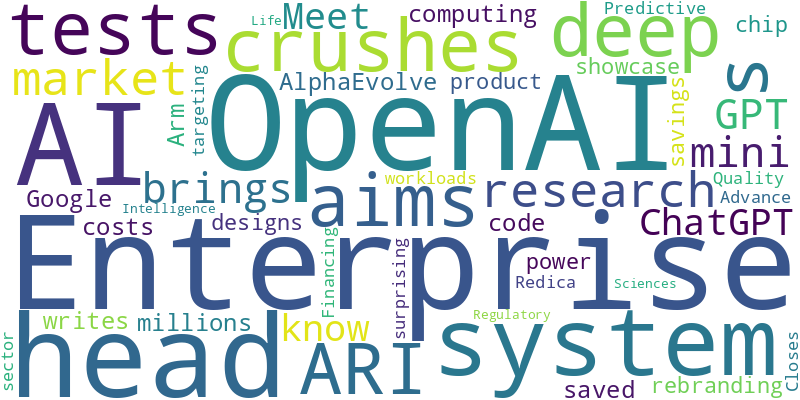 tests
crushes
Life
Meet
computing
deep
Predictive
chip
showcase
market
AI
Arm
targeting
OpenAI
AlphaEvolve
product
savings
s
GPT
mini
Google
brings
Intelligence
aims
workloads
research
Quality
Advance
ChatGPT
costs
designs
code
Enterprise
Financing
surprising
power
Redica
Sciences
sector
head
writes
millions
know
ARI
system
Regulatory
saved
rebranding
Closes